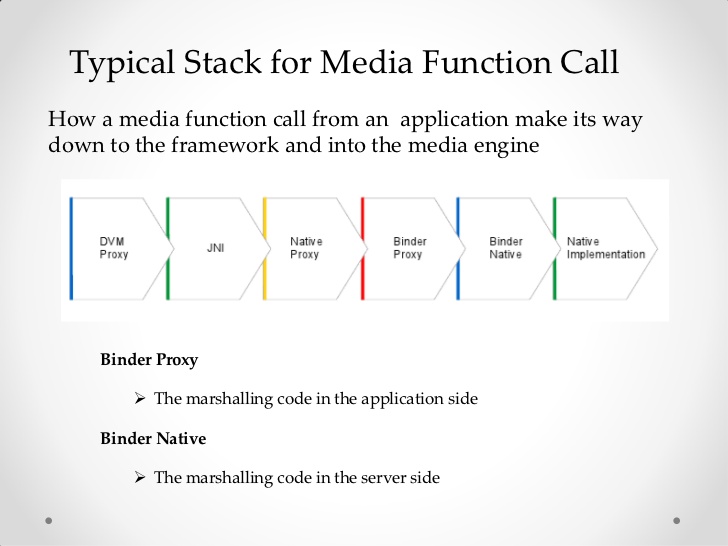 Typical Stack for Media Function Call
How a media function call from an application make its way
down to the framework and into the media engine
DVM
Proxy
JNI
Native
Proxy
Binder
Proxy
Binder
Native
Native
Implementation
Binder Proxy
➢ The marshalling code in the application side
Binder Native
➢ The marshalling code in the server side